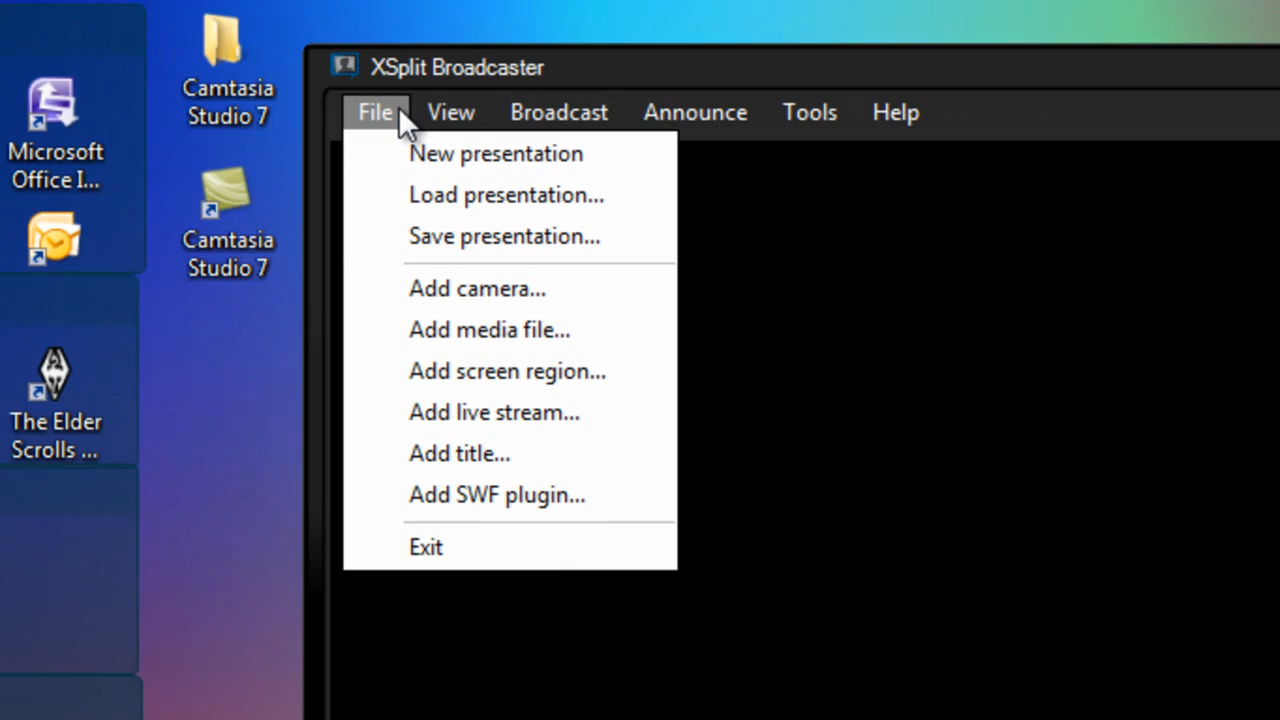 XSplit Broadcaster
File View Broadcast Announce Tools Help
New presentation
Load presentation...
Save presentation...
Add camera...
Add media file...
Add screen region...
Add live stream...
Add title...
Add SWF plugin...
Exit
Camtasia
Studio 7
Camtasia
Studio 7
Microsoft
Office I...
The Elder
Scrolls ...